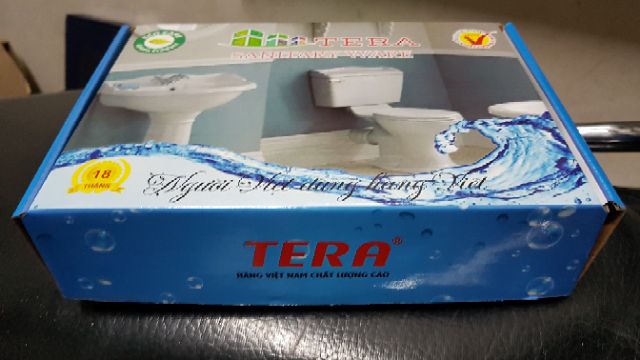 TERA
SANITARY WARE
18
THÁNG
Người Việt dùng hàng Việt
TERA®
HÀNG VIỆT NAM CHẤT LƯỢNG CAO